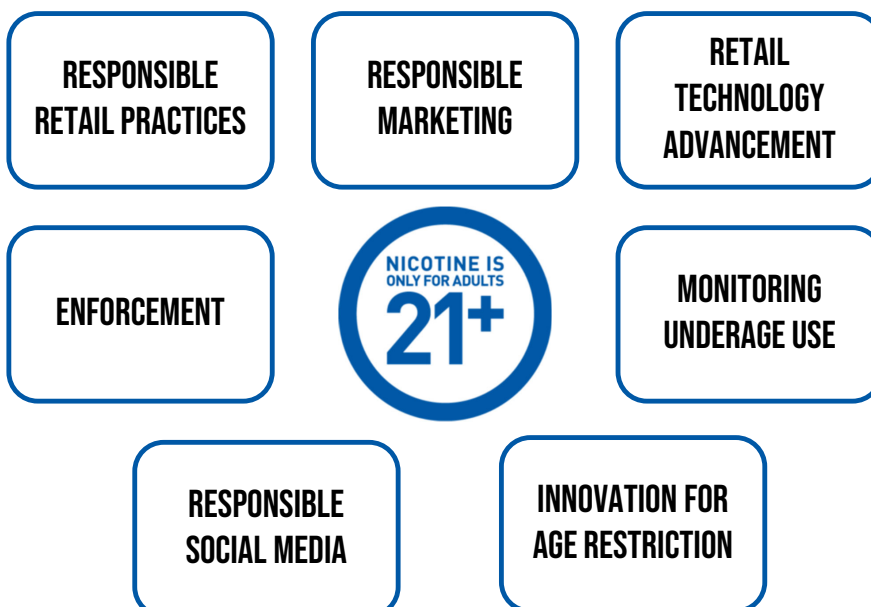 RESPONSIBLE
RETAIL PRACTICES
RESPONSIBLE
MARKETING
RETAIL
TECHNOLOGY
ADVANCEMENT
ENFORCEMENT
NICOTINE IS
ONLY FOR ADULTS
21+
MONITORING
UNDERAGE USE
RESPONSIBLE
SOCIAL MEDIA
INNOVATION FOR
AGE RESTRICTION